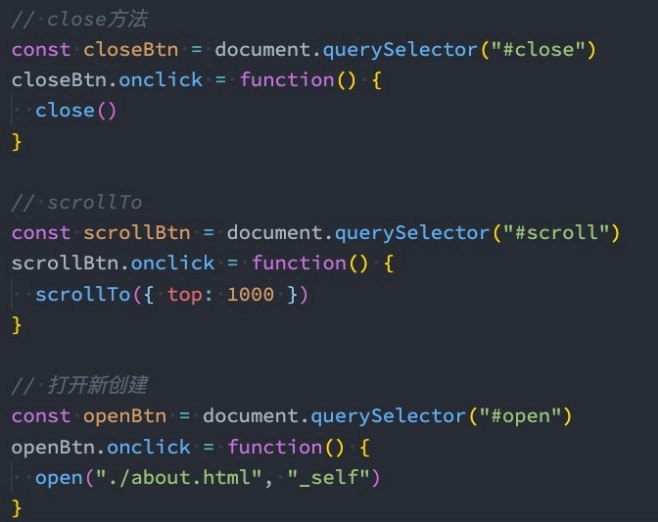 // close方法
const closeBtn = document.querySelector("#close")
closeBtn.onclick = function() {
  close()
}

// scrollTo
const scrollBtn = document.querySelector("#scroll")
scrollBtn.onclick = function() {
  scrollTo({ top: 1000 })
}

// 打开新创建
const openBtn = document.querySelector("#open")
openBtn.onclick = function() {
  open("./about.html", "_self")
}